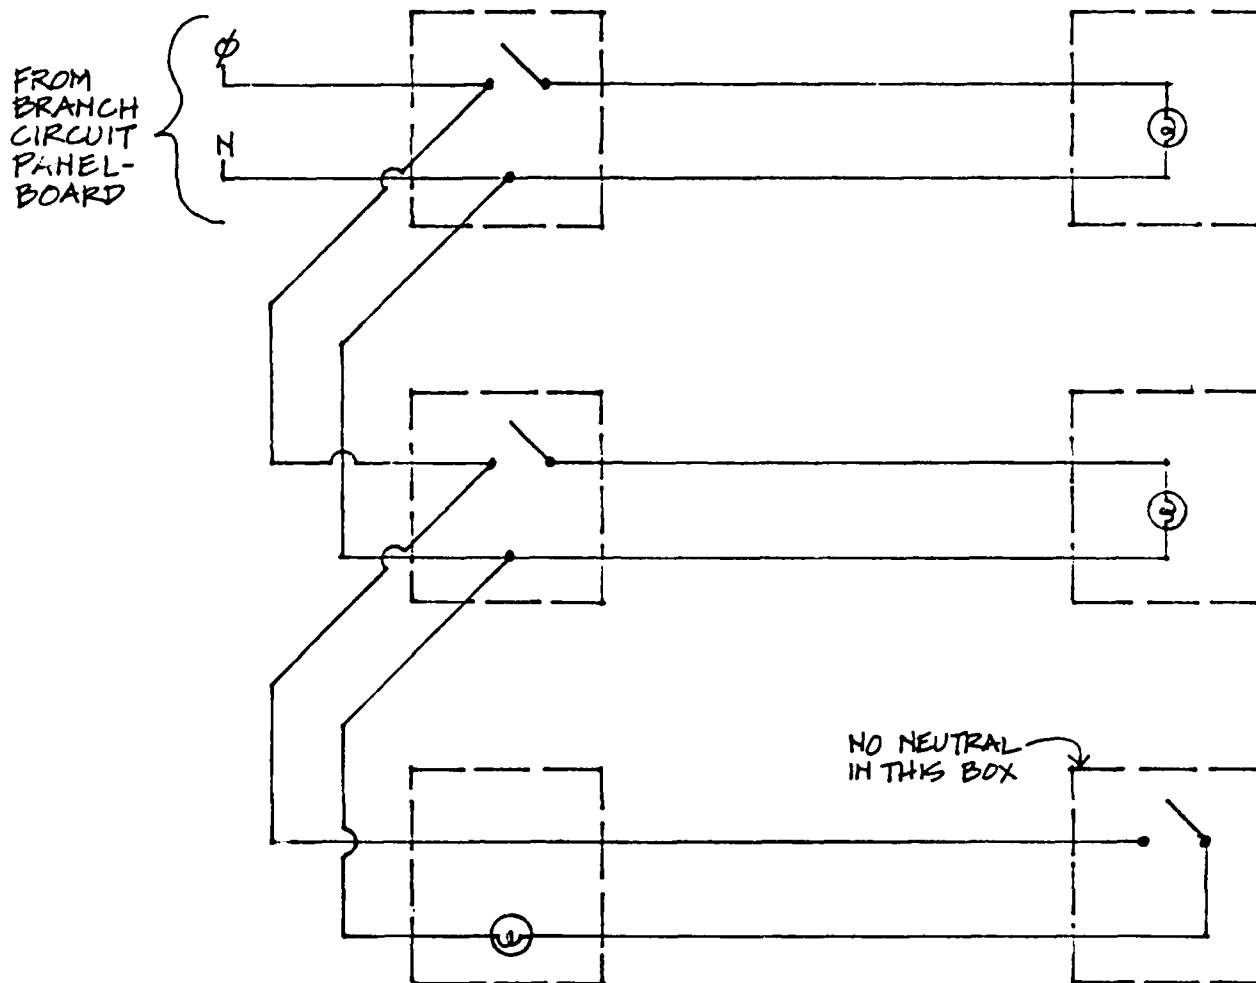 φ
FROM
BRANCH
CIRCUIT
PANEL-
BOARD
N
NO NEUTRAL
IN THIS BOX